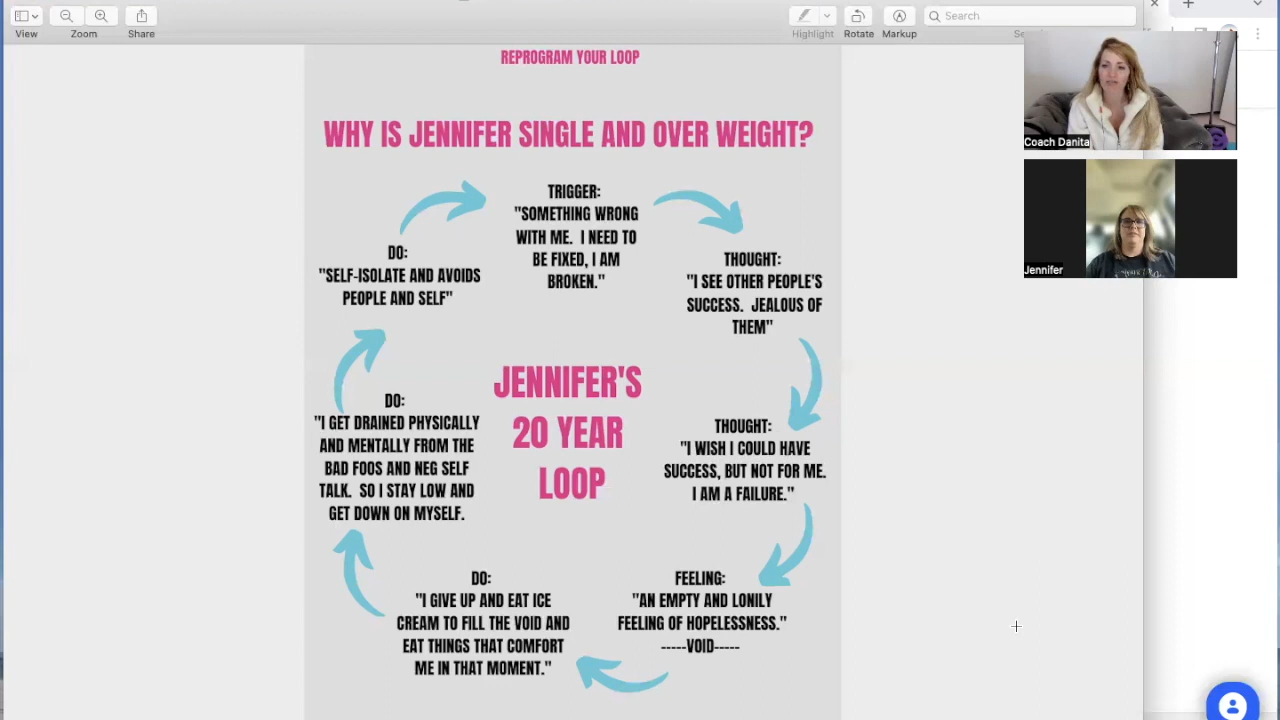 View
Zoom
Share
Highlight
Rotate
Markup
Search
REPROGRAM YOUR LOOP
WHY IS JENNIFER SINGLE AND OVER WEIGHT?
TRIGGER:
"SOMETHING WRONG
WITH ME. I NEED TO
BE FIXED, I AM
BROKEN."
THOUGHT:
"I SEE OTHER PEOPLE'S
SUCCESS. JEALOUS OF
THEM"
THOUGHT:
"I WISH I COULD HAVE
SUCCESS, BUT NOT FOR ME.
I AM A FAILURE."
FEELING:
"AN EMPTY AND LONILY
FEELING OF HOPELESSNESS."
-----VOID-----
DO:
"I GIVE UP AND EAT ICE
CREAM TO FILL THE VOID AND
EAT THINGS THAT COMFORT
ME IN THAT MOMENT."
DO:
"I GET DRAINED PHYSICALLY
AND MENTALLY FROM THE
BAD FOOS AND NEG SELF
TALK. SO I STAY LOW AND
GET DOWN ON MYSELF.
DO:
"SELF-ISOLATE AND AVOIDS
PEOPLE AND SELF"
JENNIFER'S
20 YEAR
LOOP
Coach Danita
Jennifer